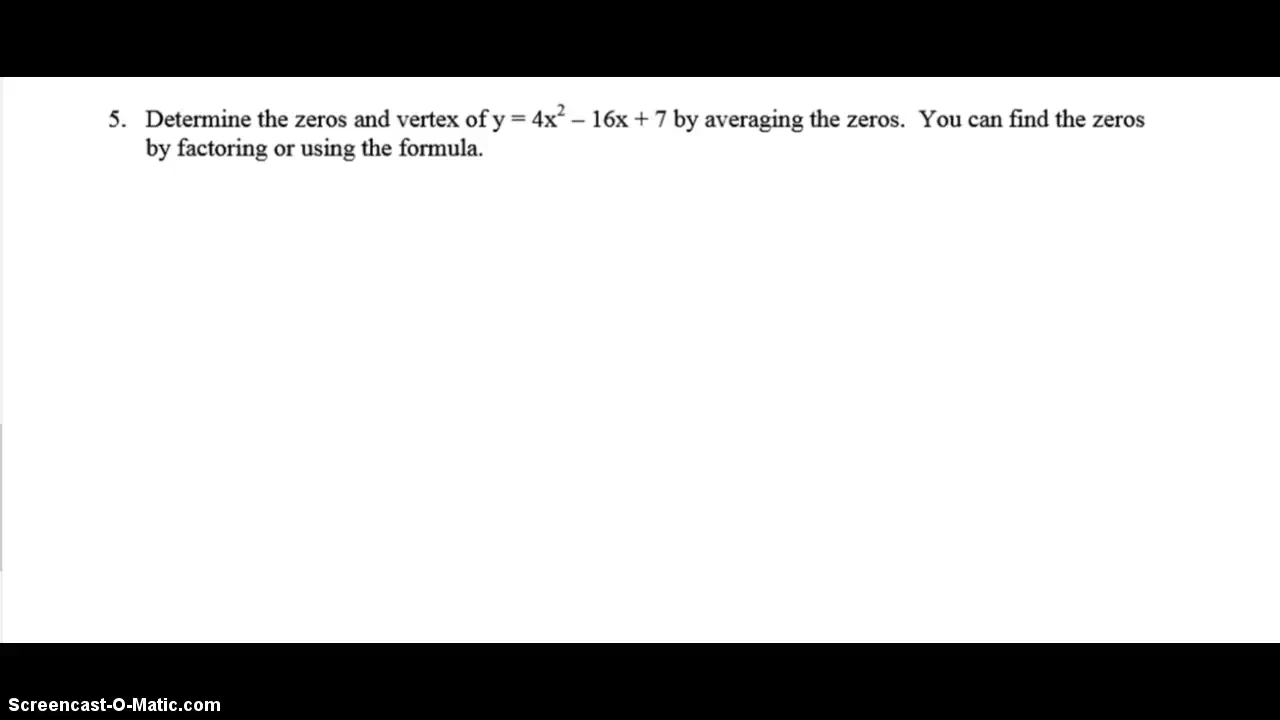 5. Determine the zeros and vertex of y = 4x² – 16x + 7 by averaging the zeros. You can find the zeros
by factoring or using the formula.
Screencast-O-Matic.com